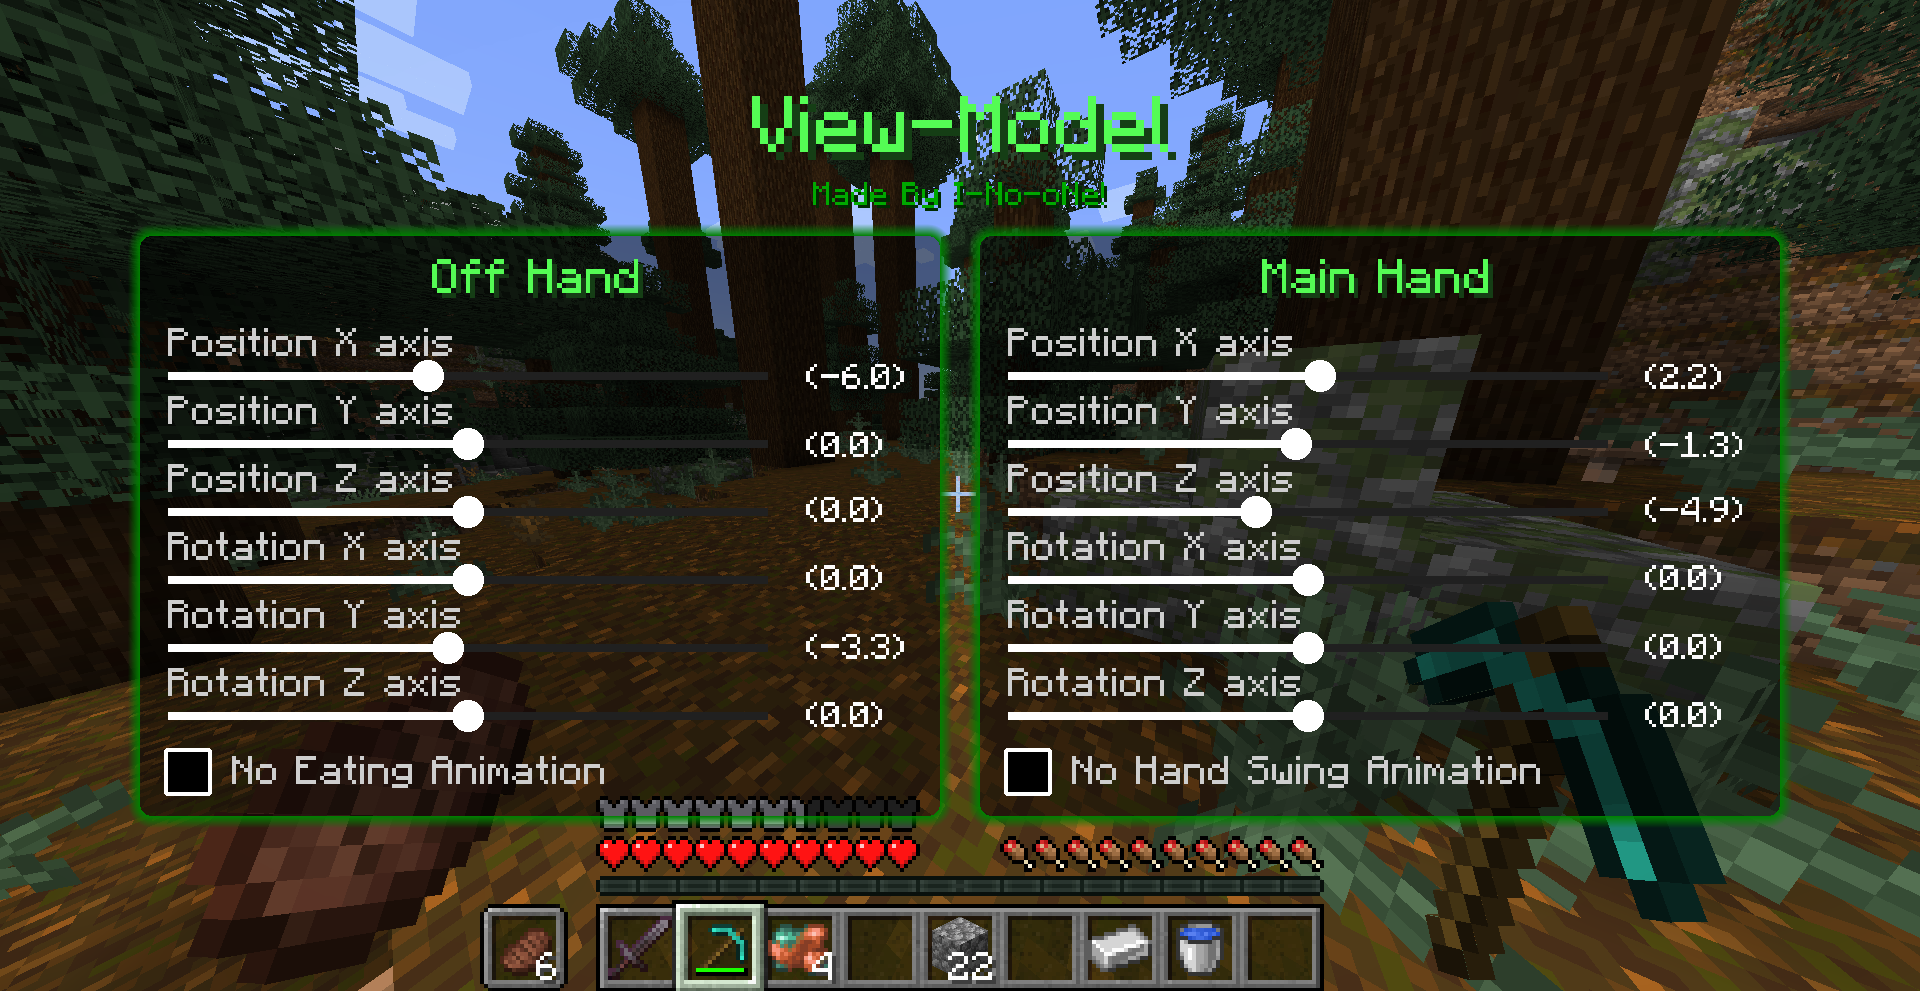 View-Model
Made By I-No-oNe!
Off Hand
Position X axis
(-6.0)
Position Y axis
(0.0)
Position Z axis
(0.0)
Rotation X axis
(0.0)
Rotation Y axis
(-3.3)
Rotation Z axis
(0.0)
No Eating Animation
Main Hand
Position X axis
(2.2)
Position Y axis
(-1.3)
Position Z axis
(-4.9)
Rotation X axis
(0.0)
Rotation Y axis
(0.0)
Rotation Z axis
(0.0)
No Hand Swing Animation
6
4
22